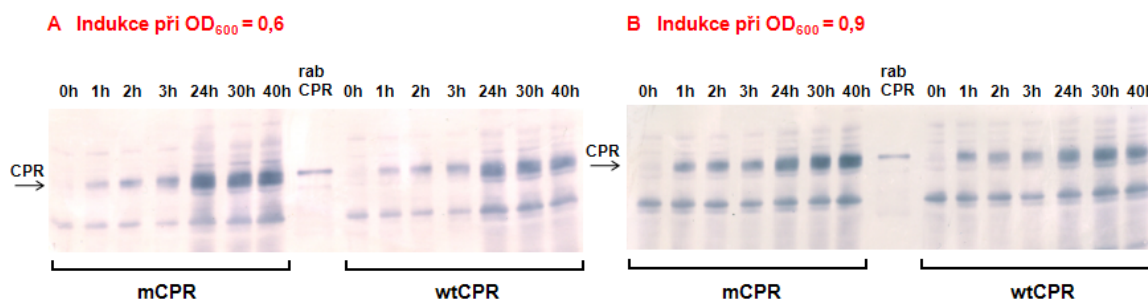 A Indukce při OD600 = 0,6
rab
CPR
0h 1h 2h 3h 24h 30h 40h 0h 1h 2h 3h 24h 30h 40h
CPR
mCPR wtCPR
B Indukce při OD600 = 0,9
rab
CPR
0h 1h 2h 3h 24h 30h 40h 0h 1h 2h 3h 24h 30h 40h
CPR
mCPR wtCPR